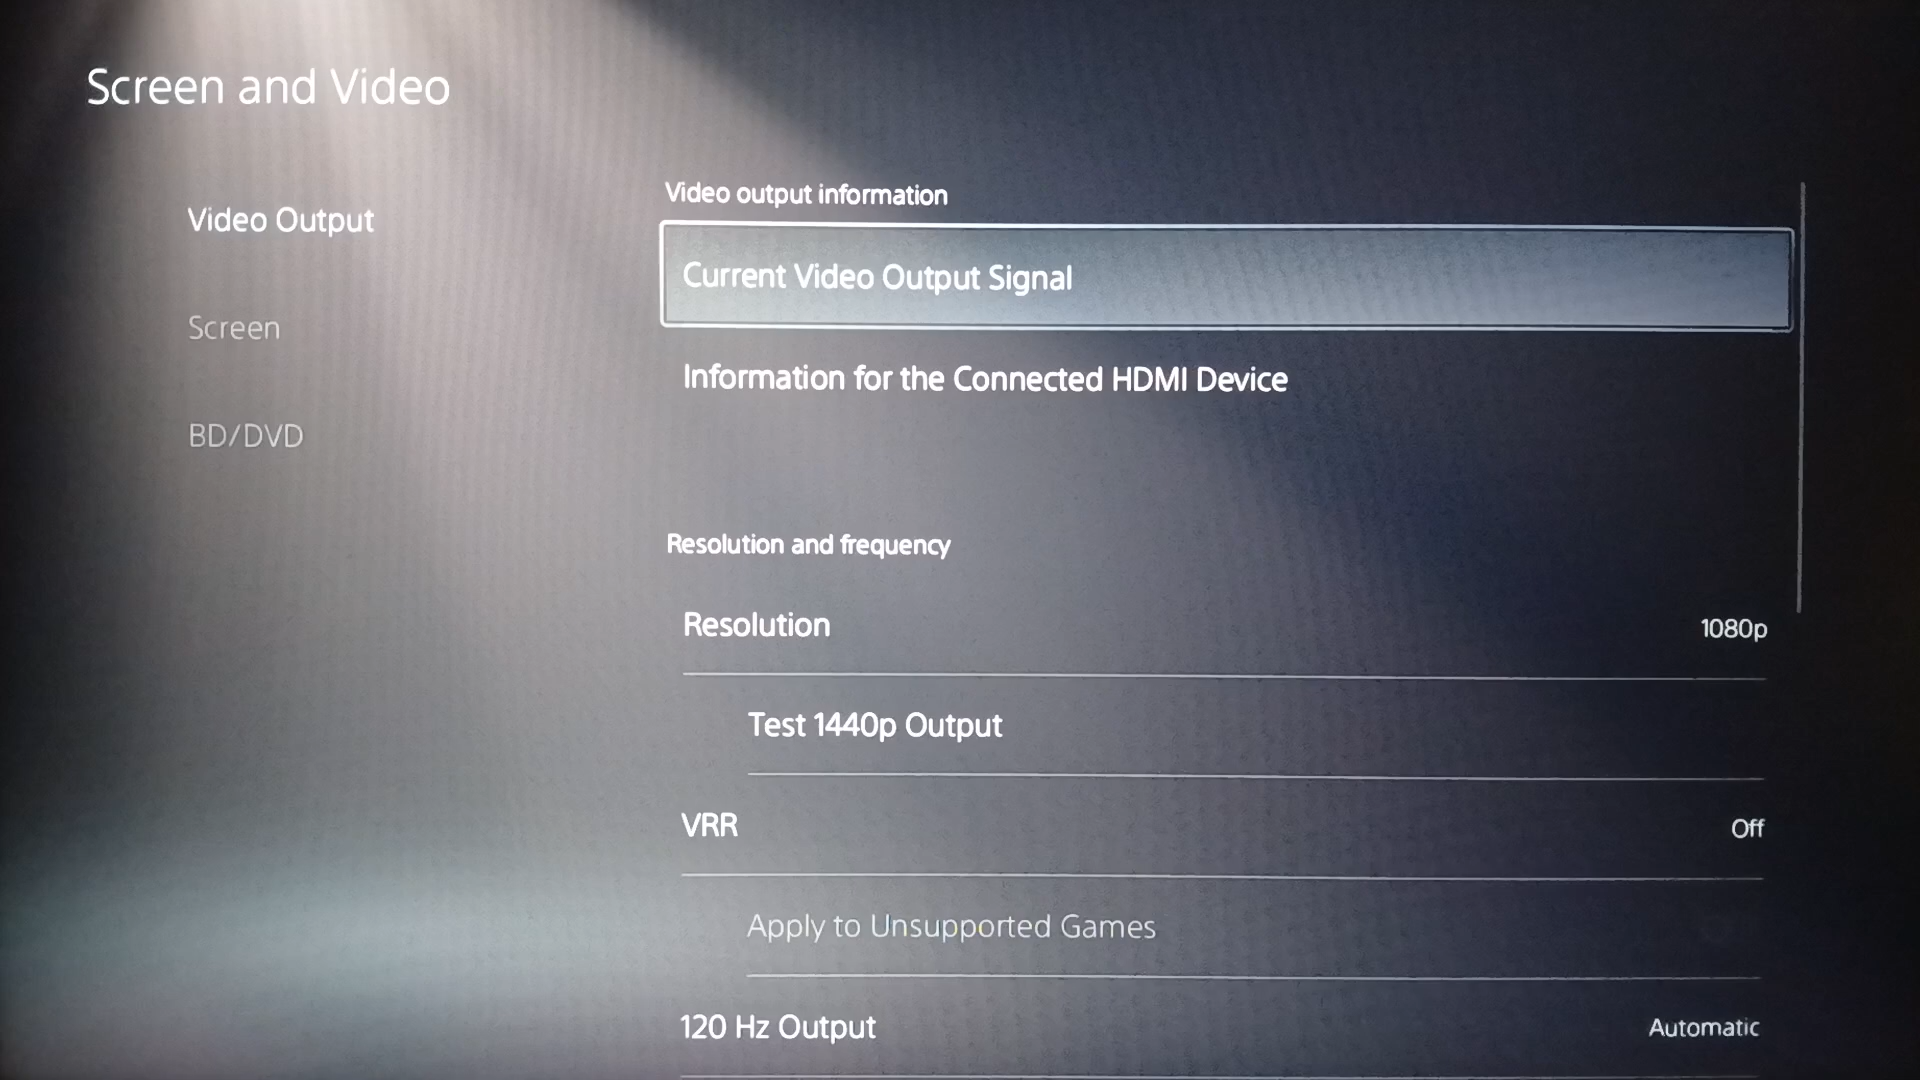 Screen and Video
Video Output
Screen
BD/DVD
Video output information
Current Video Output Signal
Information for the Connected HDMI Device
Resolution and frequency
Resolution 1080p
Test 1440p Output
VRR Off
Apply to Unsupported Games
120 Hz Output Automatic